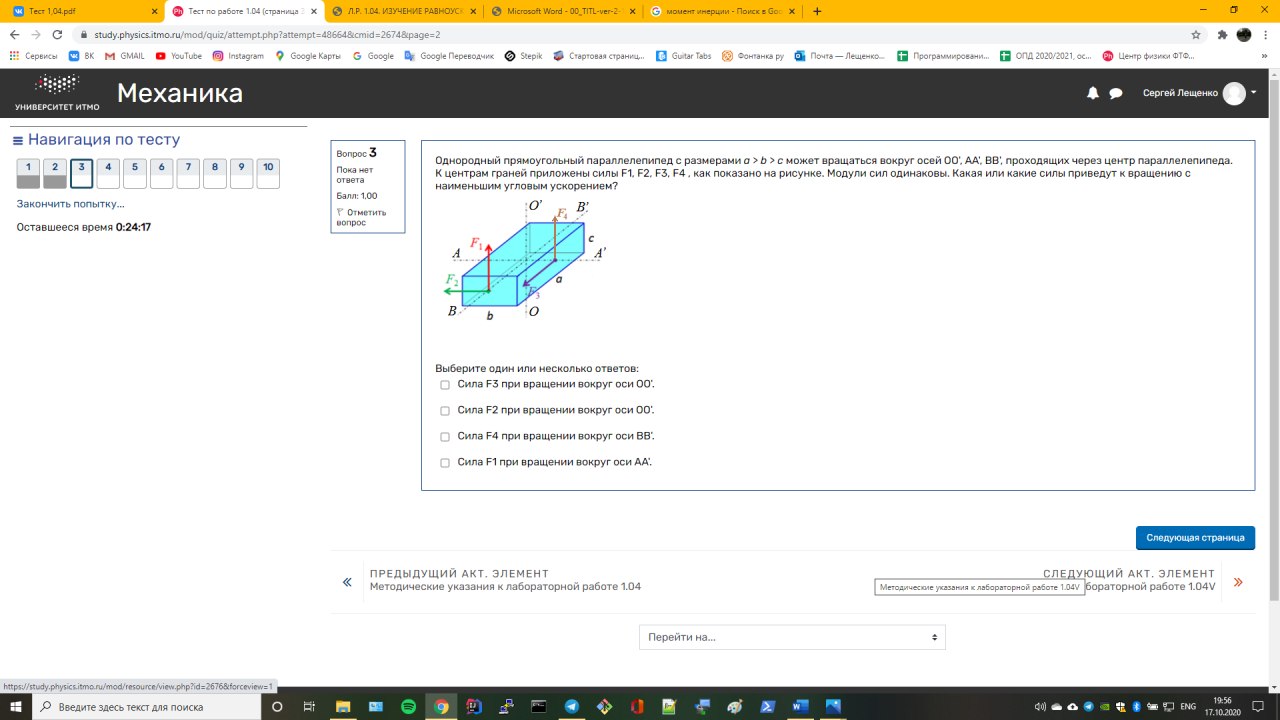 Тест 1,04.pdf
Тест по работе 1.04 (страница 3
Л.Р. 1.04. ИЗУЧЕНИЕ РАВНОУСК
Microsoft Word - 00_TITL-ver-2-
момент инерции - Поиск в Goo
study.physics.itmo.ru/mod/quiz/attempt.php?attempt=48664&cmid=2674&page=2
Сервисы ВК GMAIL YouTube Instagram Google Карты Google Google Переводчик Stepik Стартовая страниц... Guitar Tabs Фонтанка ру Почта — Лещенко... Программировани... ОПД 2020/2021, ос... Центр физики ФТФ...
УНИВЕРСИТЕТ ИТМО
Механика
Сергей Лещенко
Навигация по тесту
1 2 3 4 5 6 7 8 9 10
Закончить попытку...
Оставшееся время 0:24:17
Вопрос 3
Пока нет
ответа
Балл: 1,00
Отметить
вопрос
Однородный прямоугольный параллелепипед с размерами a > b > c может вращаться вокруг осей OO', AA', BB', проходящих через центр параллелепипеда.
К центрам граней приложены силы F1, F2, F3, F4 , как показано на рисунке. Модули сил одинаковы. Какая или какие силы приведут к вращению с
наименьшим угловым ускорением?
O' B'
F4
F1
c
A A'
F2
a
F3
B b O
Выберите один или несколько ответов:
Сила F3 при вращении вокруг оси OO'.
Сила F2 при вращении вокруг оси OO'.
Сила F4 при вращении вокруг оси BB'.
Сила F1 при вращении вокруг оси AA'.
Следующая страница
ПРЕДЫДУЩИЙ АКТ. ЭЛЕМЕНТ
Методические указания к лабораторной работе 1.04
СЛЕДУЮЩИЙ АКТ. ЭЛЕМЕНТ
Методические указания к лабораторной работе 1.04V
бораторной работе 1.04V
Перейти на...
https://study.physics.itmo.ru/mod/resource/view.php?id=2676&forceview=1
Введите здесь текст для поиска
ENG
19:56
17.10.2020